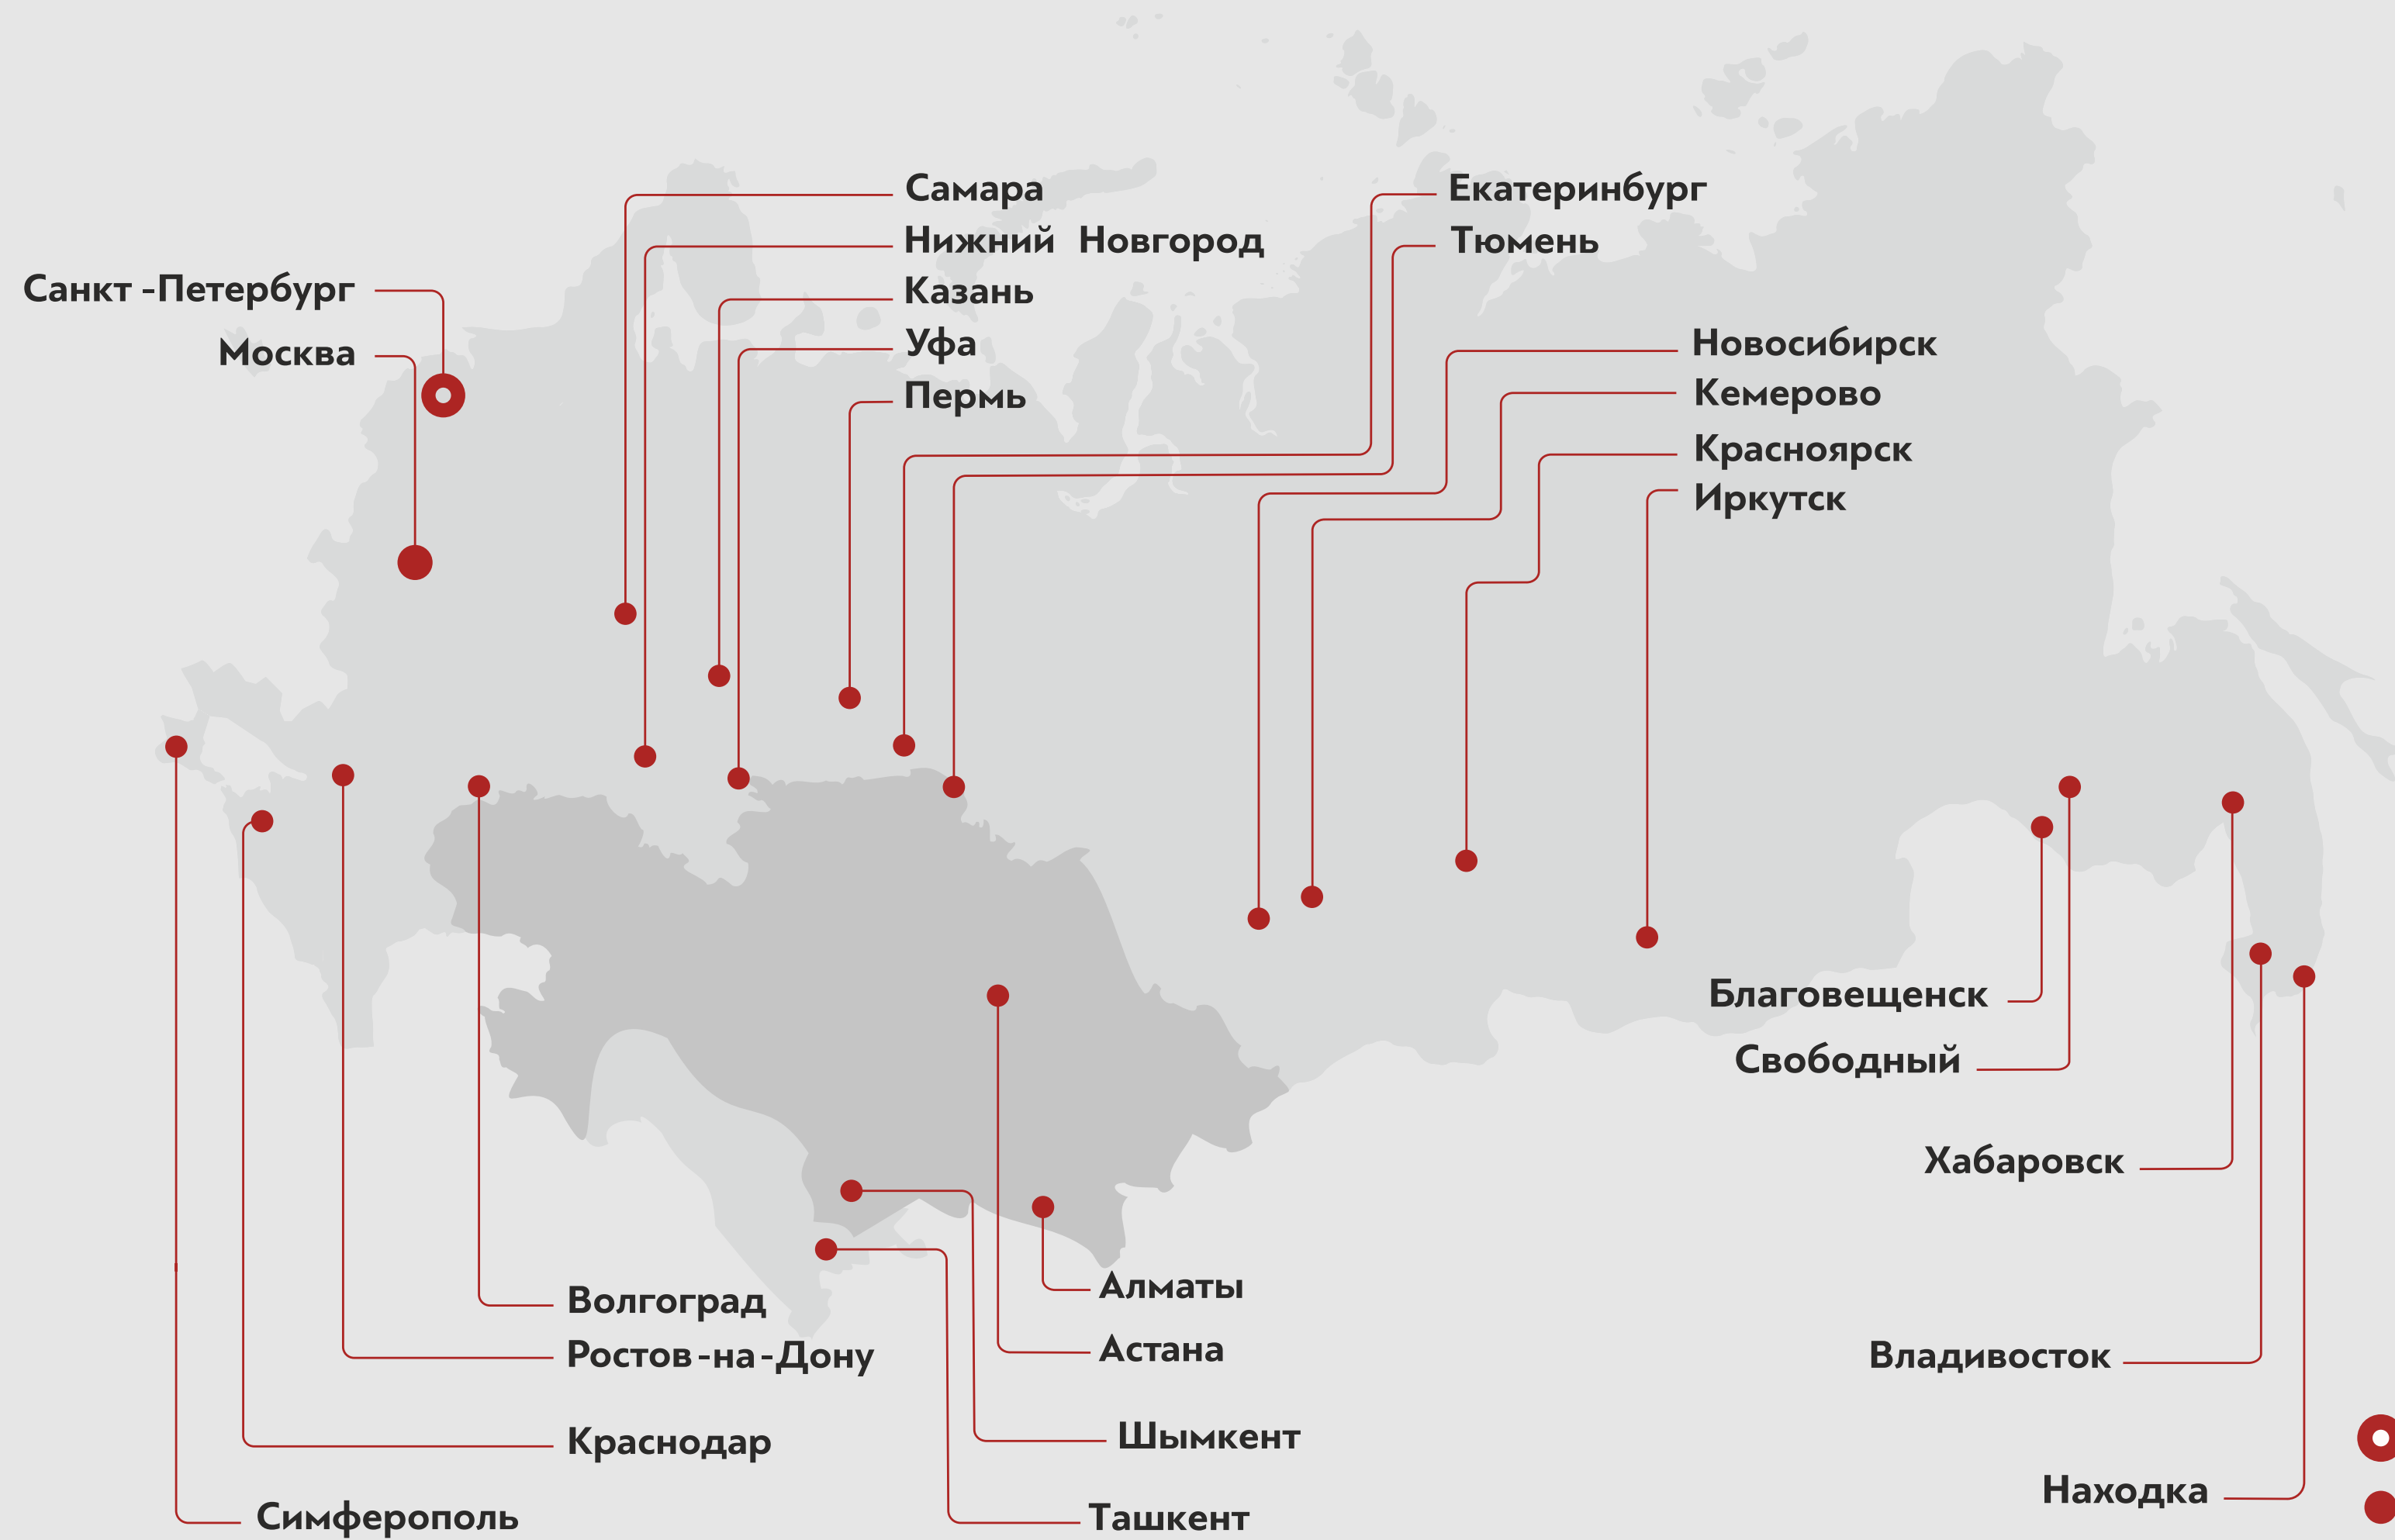 Самара
Екатеринбург
Нижний Новгород
Тюмень
Санкт -Петербург
Казань
Москва
Уфа
Новосибирск
Пермь
Кемерово
Красноярск
Иркутск
Благовещенск
Свободный
Хабаровск
Алматы
Волгоград
Астана
Ростов-на-Дону
Владивосток
Шымкент
Краснодар
Находка
Симферополь
Ташкент